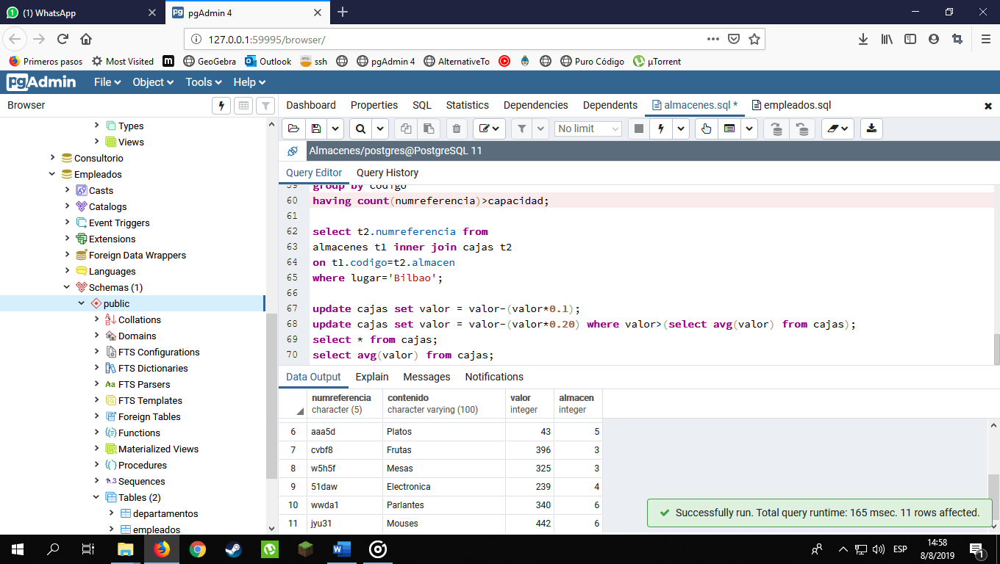 (1) WhatsApp
pgAdmin 4
127.0.0.1:59995/browser/
Primeros pasos Most Visited m GeoGebra Outlook ssh pgAdmin 4 AlternativeTo Puro Código µTorrent
pgAdmin File Object Tools Help
Browser
Dashboard Properties SQL Statistics Dependencies Dependents almacenes.sql * empleados.sql
No limit
Types
Views
Consultorio
Empleados
Casts
Catalogs
Event Triggers
Extensions
Foreign Data Wrappers
Languages
Schemas (1)
public
Collations
Domains
FTS Configurations
FTS Dictionaries
FTS Parsers
FTS Templates
Foreign Tables
Functions
Materialized Views
Procedures
Sequences
Tables (2)
departamentos
empleados
Almacenes/postgres@PostgreSQL 11
Query Editor Query History
59 group by codigo
60 having count(numreferencia)>capacidad;
61
62 select t2.numreferencia from
63 almacenes t1 inner join cajas t2
64 on t1.codigo=t2.almacen
65 where lugar='Bilbao';
66
67 update cajas set valor = valor-(valor*0.1);
68 update cajas set valor = valor-(valor*0.20) where valor>(select avg(valor) from cajas);
69 select * from cajas;
70 select avg(valor) from cajas;
Data Output Explain Messages Notifications
numreferencia contenido valor almacen
character (5) character varying (100) integer integer
6 aaa5d Platos 43 5
7 cvbf8 Frutas 396 3
8 w5h5f Mesas 325 3
9 51daw Electronica 239 4
10 wwda1 Parlantes 340 6
11 jyu31 Mouses 442 6
Successfully run. Total query runtime: 165 msec. 11 rows affected.
ESP
14:58
8/8/2019
1